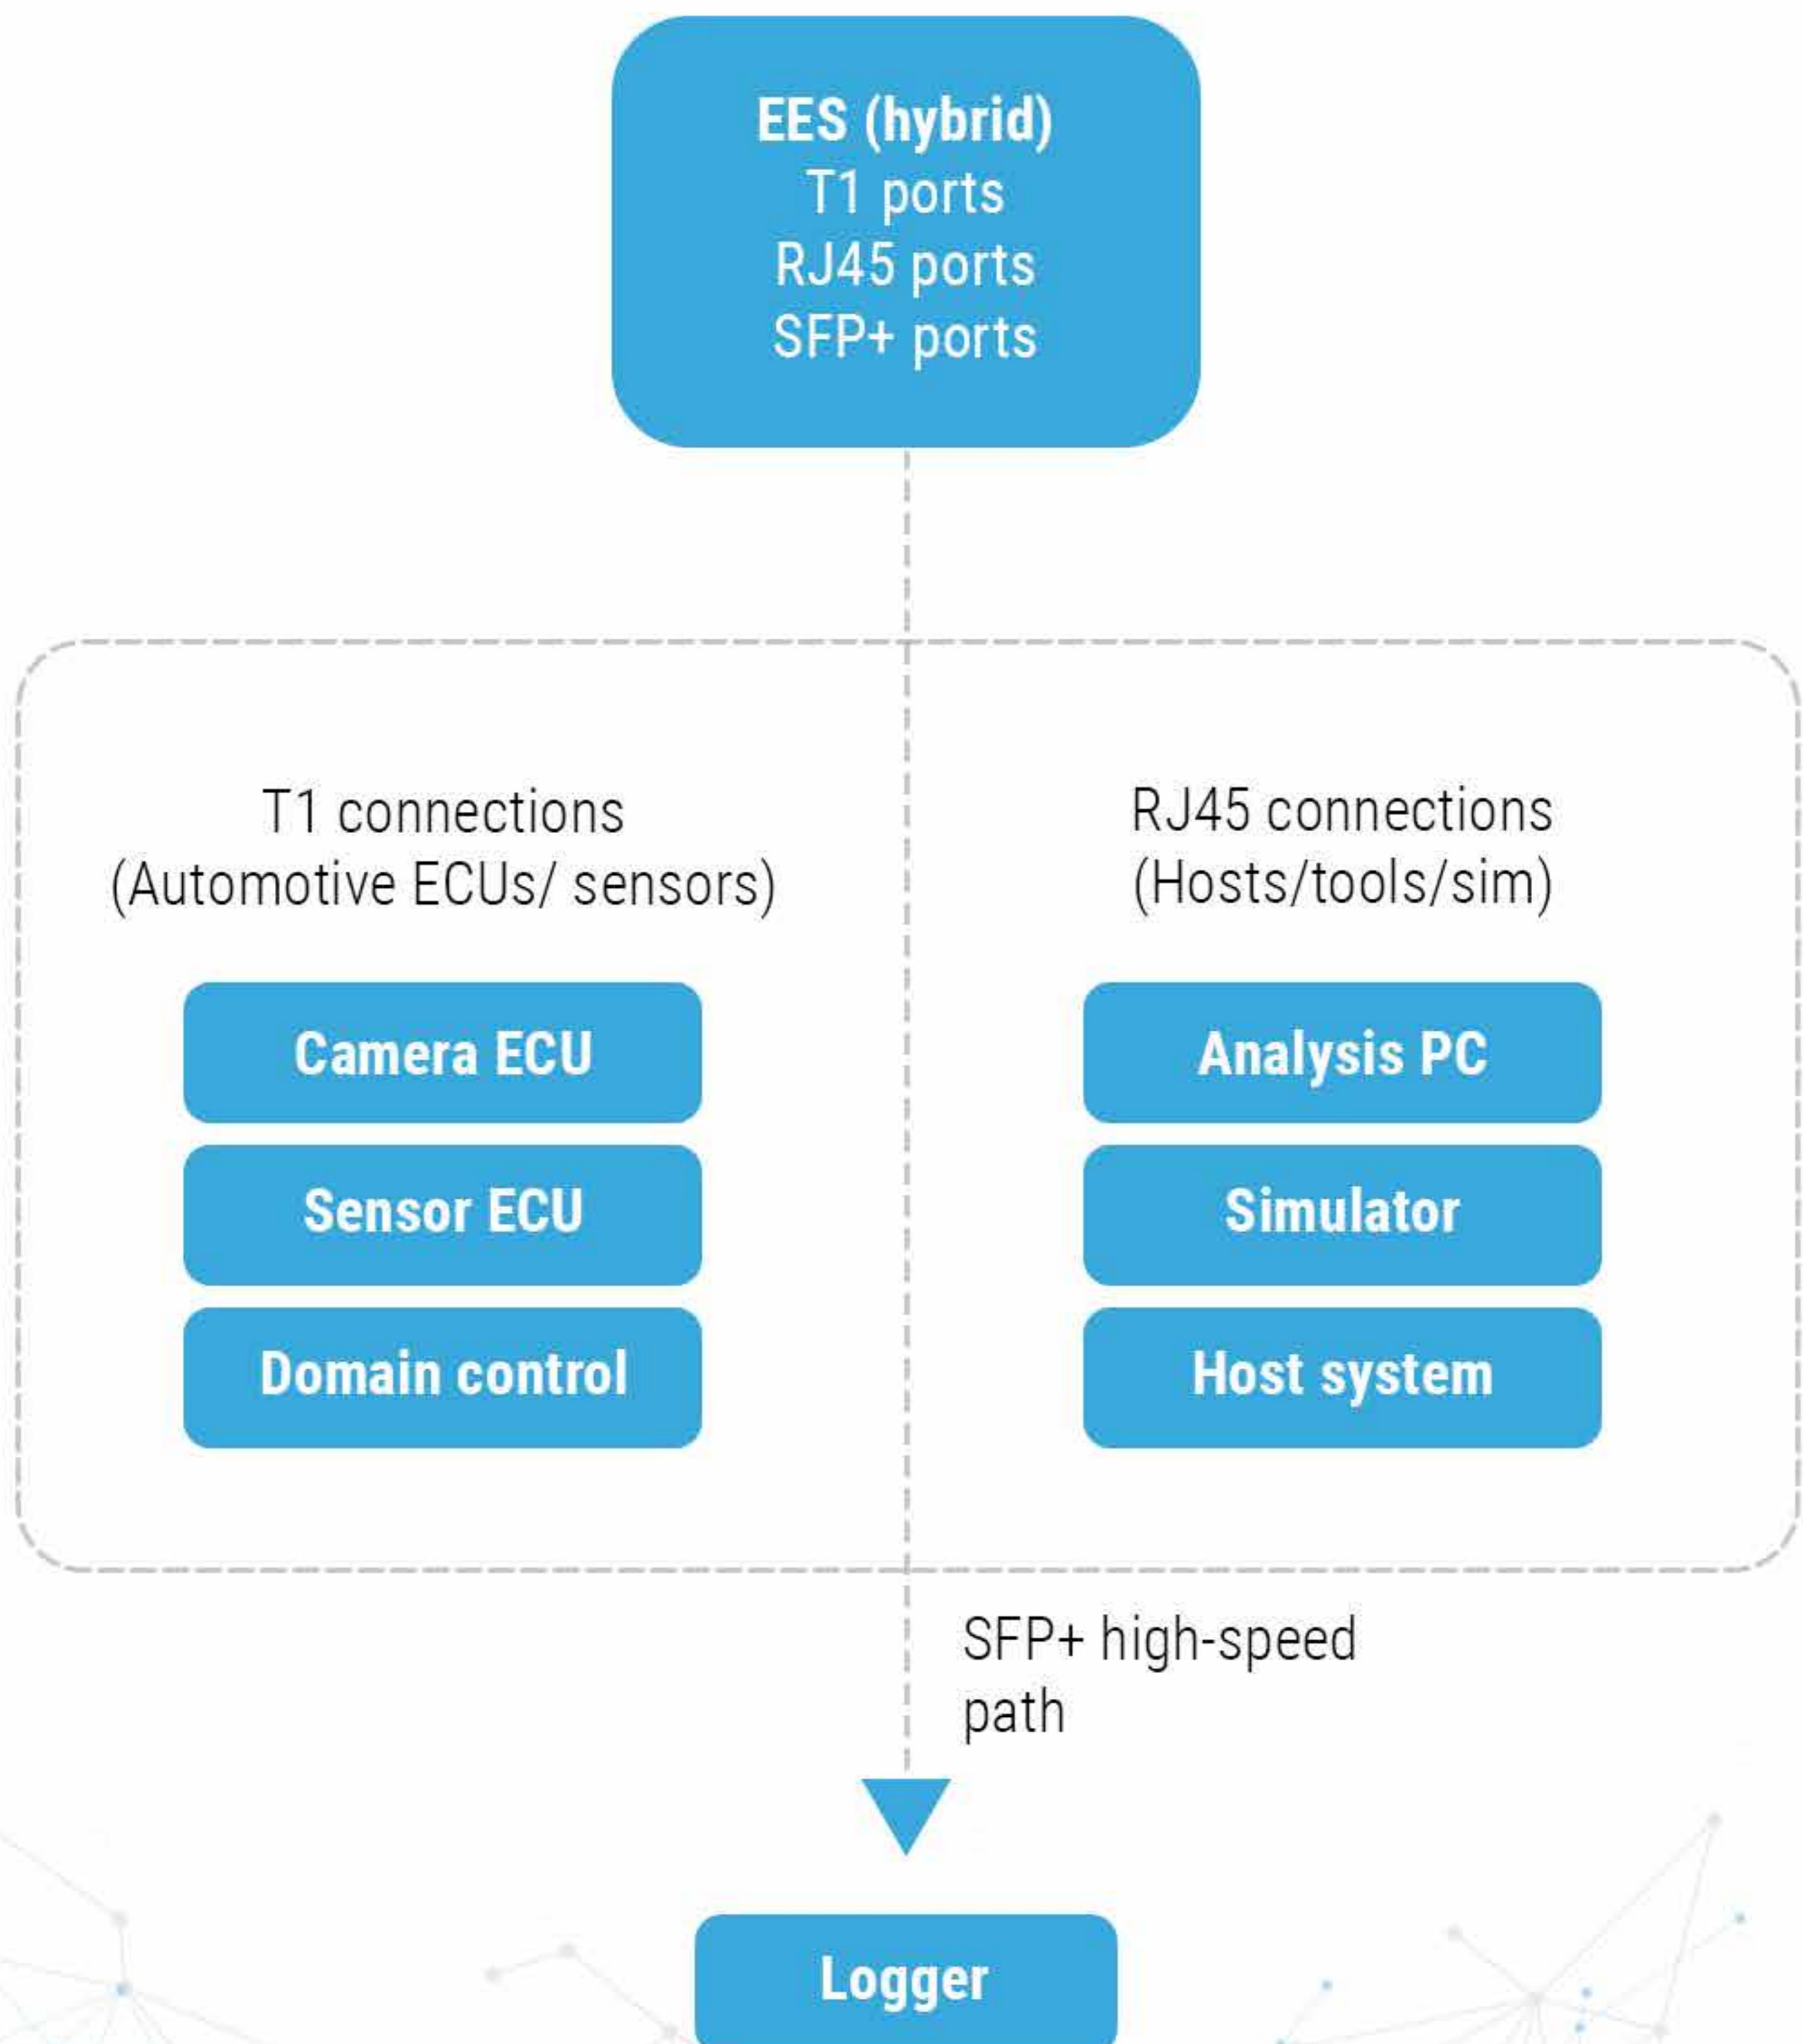 EES (hybrid)
T1 ports
RJ45 ports
SFP+ ports
T1 connections
(Automotive ECUs/ sensors)
Camera ECU
Sensor ECU
Domain control
RJ45 connections
(Hosts/tools/sim)
Analysis PC
Simulator
Host system
SFP+ high-speed
path
Logger